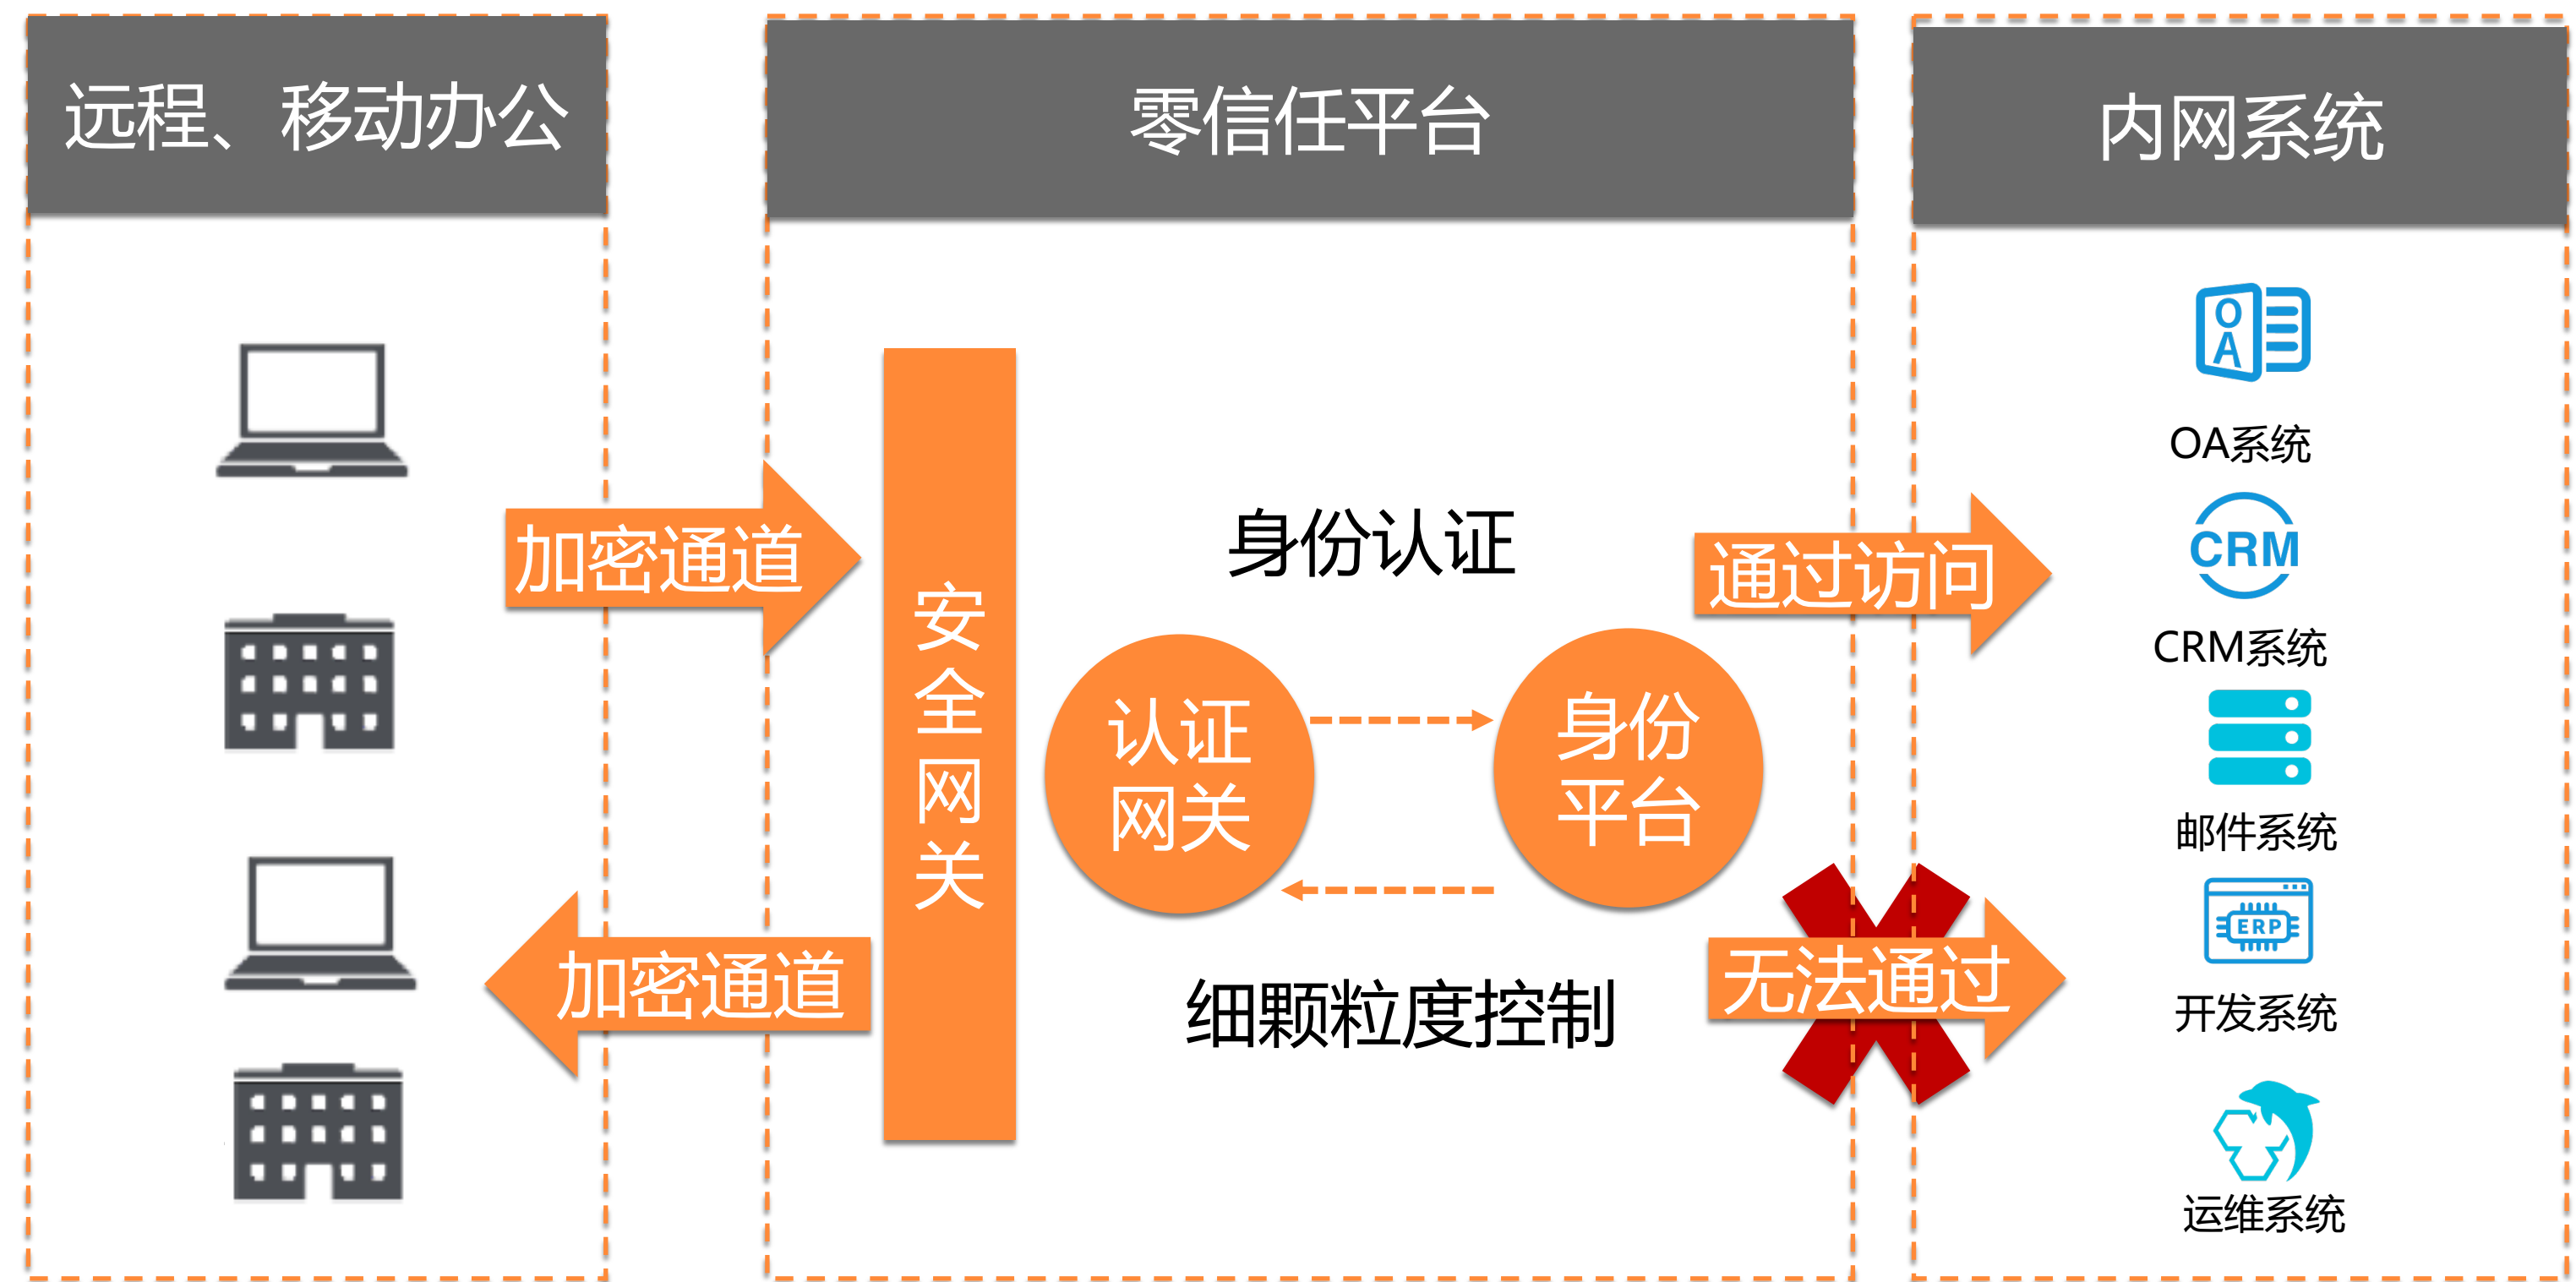 远程、移动办公
零信任平台
内网系统
加密通道
加密通道
安
全
网
关
身份认证
认证
网关
身份
平台
细颗粒度控制
通过访问
无法通过
O
A
OA系统
CRM
CRM系统
邮件系统
ERP
开发系统
运维系统